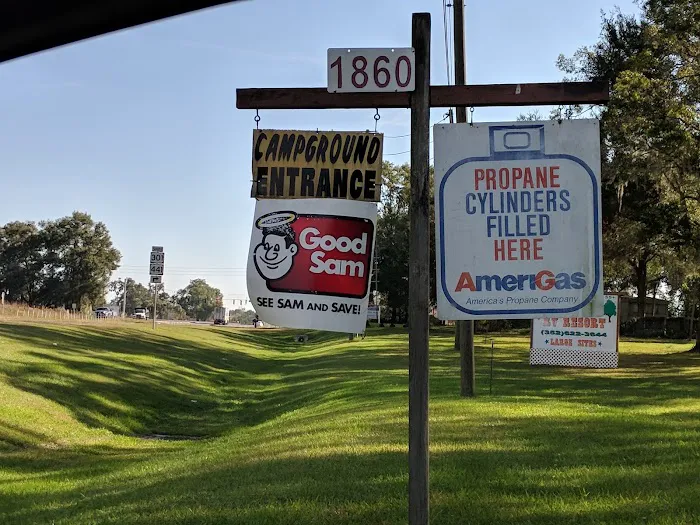 1860
CAMPGROUND
ENTRANCE
Good
Sam
SEE SAM AND SAVE!
PROPANE
CYLINDERS
FILLED
HERE
AmeriGas
America's Propane Company
RV RESORT
LARGE SITES
301
441